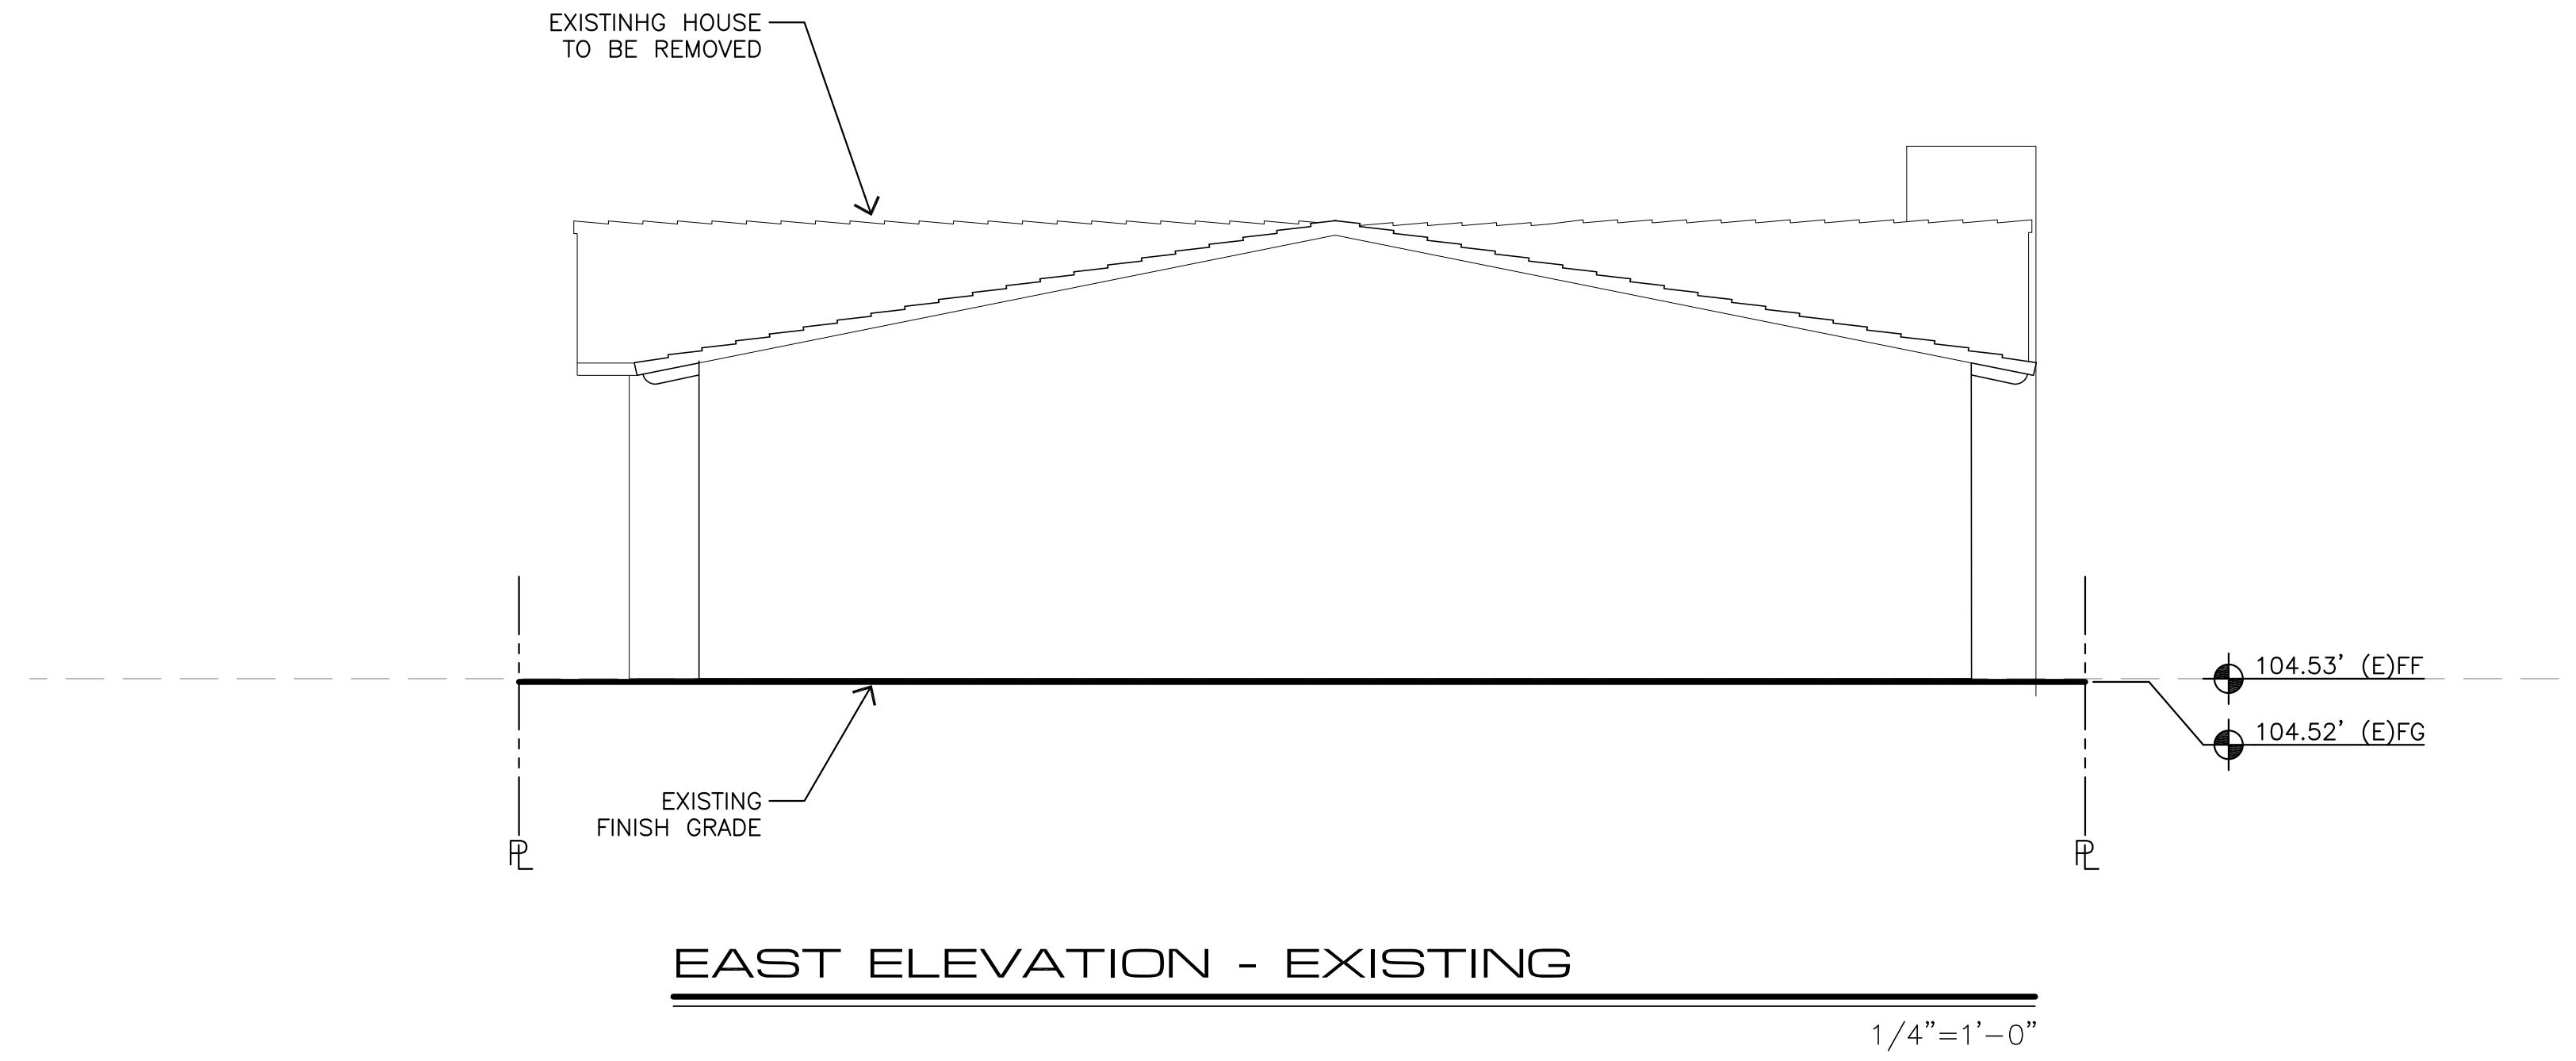 EXISTINHG HOUSE
TO BE REMOVED
104.53' (E)FF
104.52' (E)FG
EXISTING
FINISH GRADE
PL
PL
EAST ELEVATION - EXISTING
1/4"=1'-0"